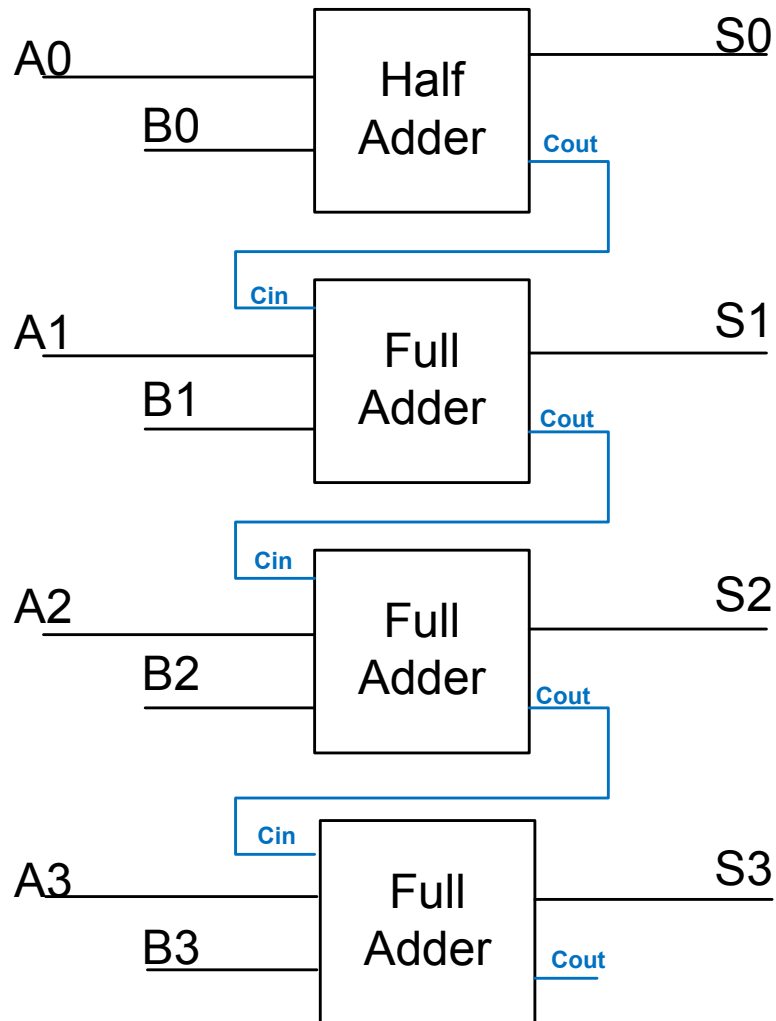 A0
B0
Half
Adder
S0
Cout
Cin
A1
B1
Full
Adder
S1
Cout
Cin
A2
B2
Full
Adder
S2
Cout
Cin
A3
B3
Full
Adder
S3
Cout